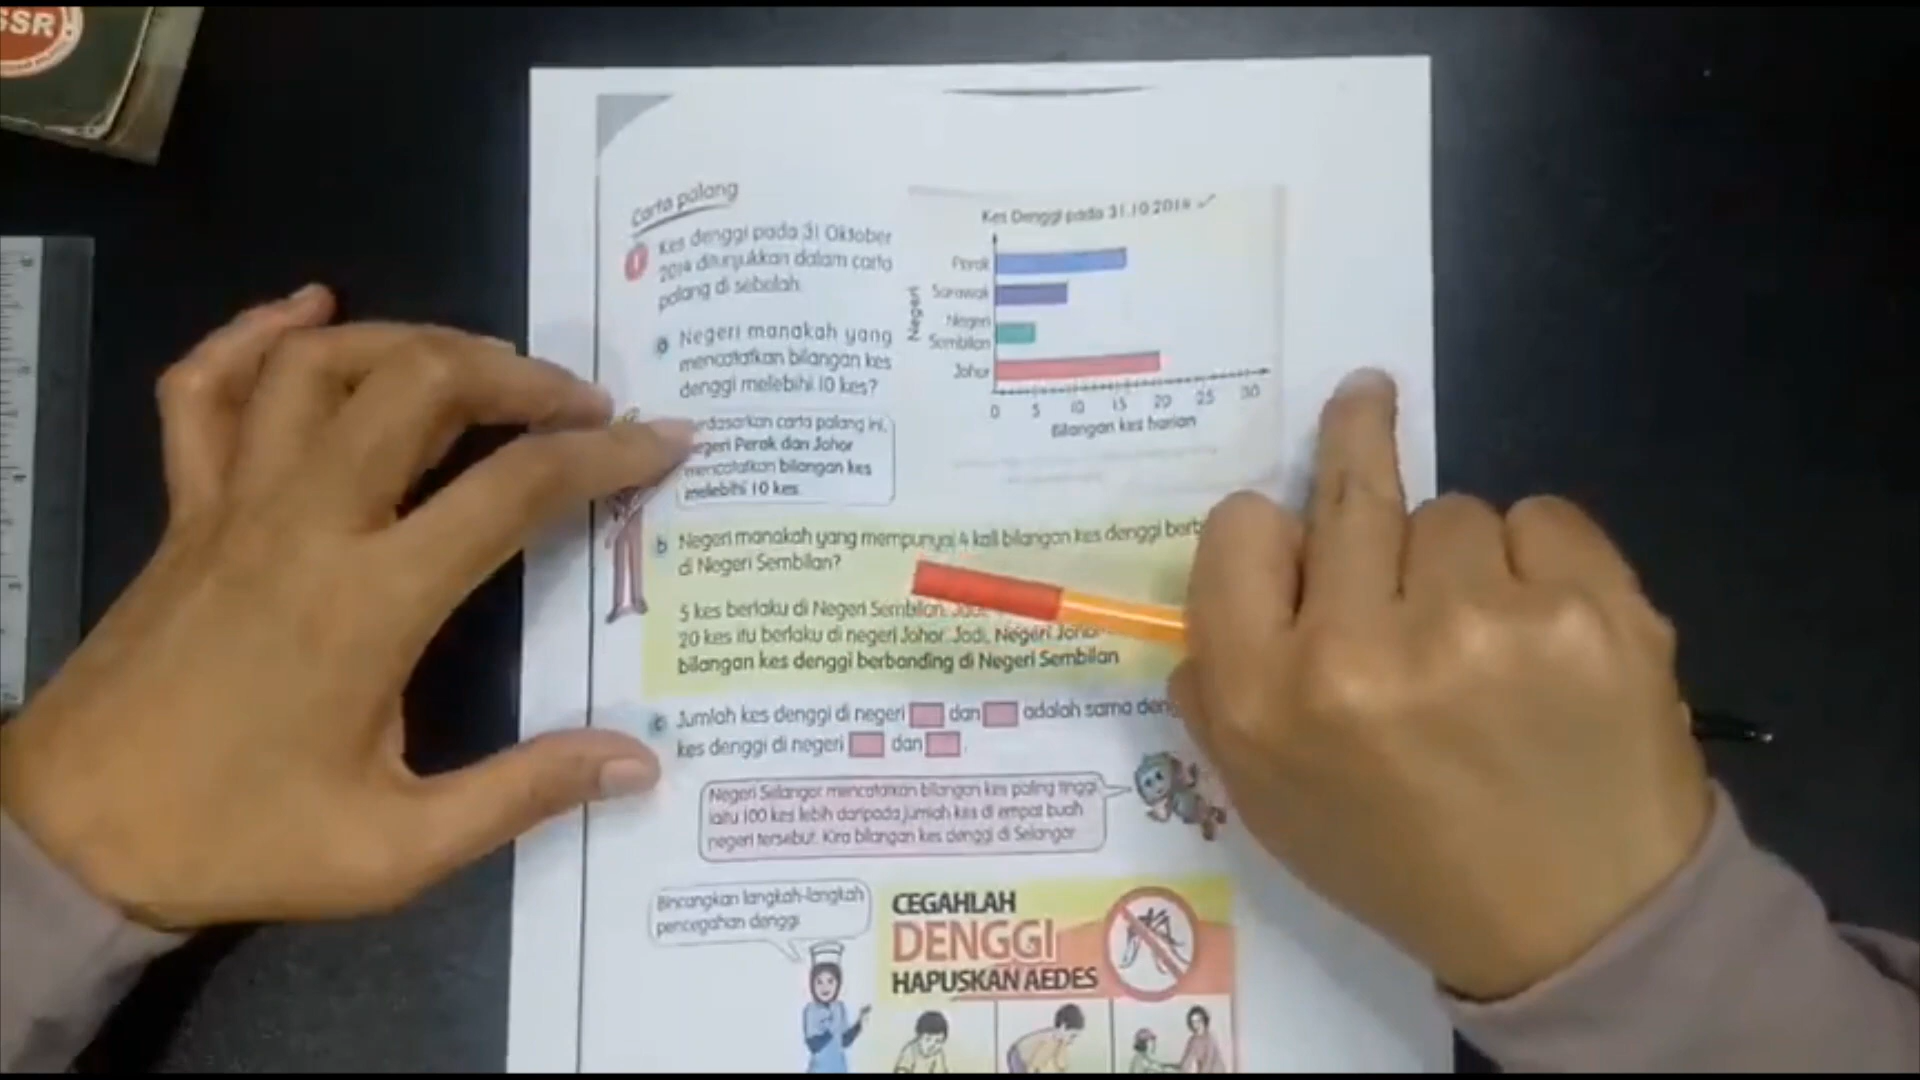 SSR
Carta palang
1 Kes denggi pada 31 Oktober
2014 ditunjukkan dalam carta
palang di sebelah.
a Negeri manakah yang
mencatatkan bilangan kes
denggi melebihi 10 kes?
carta palang ini,
Negeri Perak dan Johor
mencatatkan bilangan kes
melebihi 10 kes.
Kes Denggi pada 31.10.2014
Negeri
Perak
Sarawak
Negeri
Sembilan
Johor
0 5 10 15 20 25 30
Bilangan kes harian
b Negeri manakah yang mempunyai 4 kali bilangan kes denggi
di Negeri Sembilan?
5 kes berlaku di Negeri Sembilan.
20 kes itu berlaku di negeri Johor. Jadi, Negeri Johor
bilangan kes denggi berbanding di Negeri Sembilan
c Jumlah kes denggi di negeri dan adalah sama
kes denggi di negeri dan .
Negeri Selangor mencatatkan bilangan kes paling tinggi
iaitu 100 kes lebih daripada jumlah kes di empat buah
negeri tersebut. Kira bilangan kes denggi di Selangor.
Bincangkan langkah-langkah
pencegahan denggi.
CEGAHLAH
DENGGI
HAPUSKAN AEDES